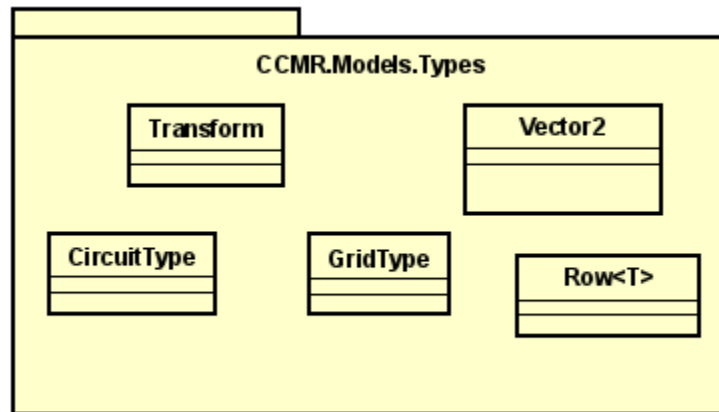 CCMR.Models.Types
Transform
Vector2
CircuitType
GridType
Row<T>